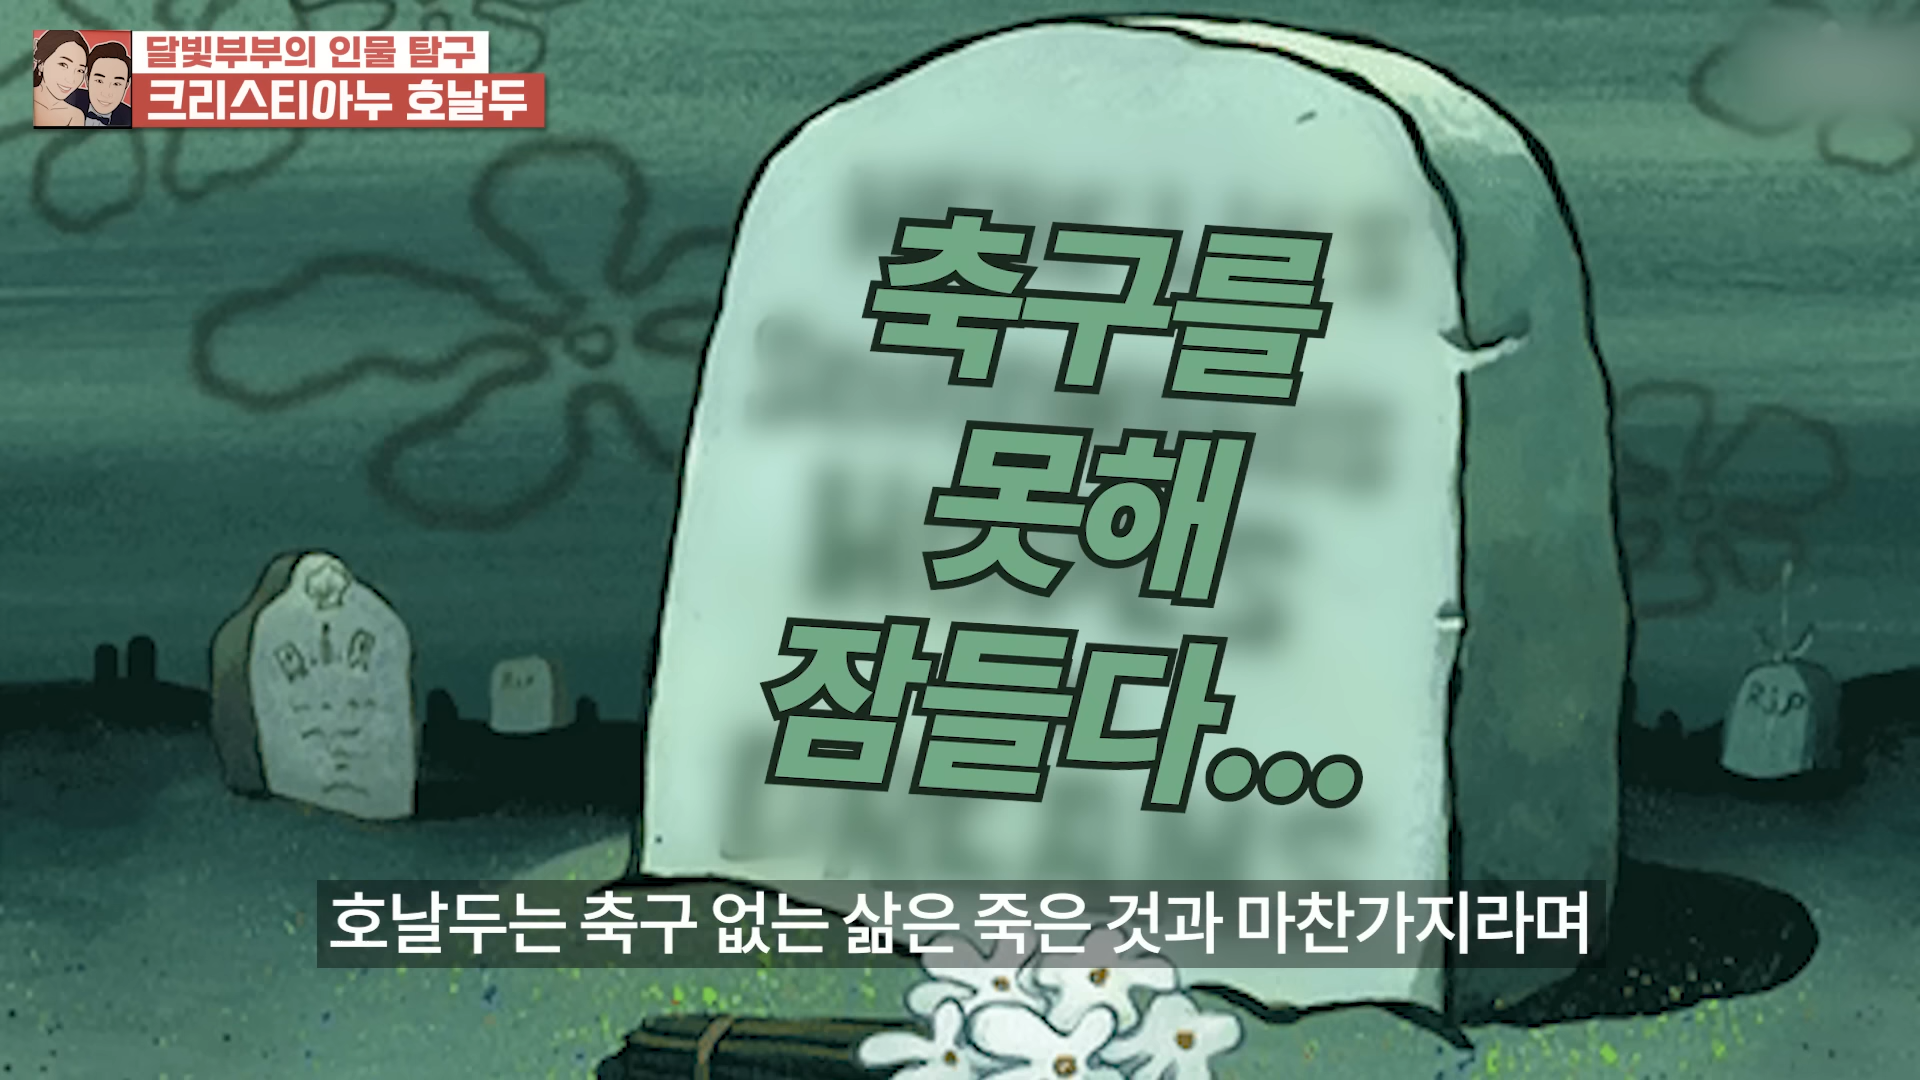 달빛부부의 인물 탐구
크리스티아누 호날두
축구를
못해
잠들다...
R.I.P
RIP
R.I.P
호날두는 축구 없는 삶은 죽은 것과 마찬가지라며